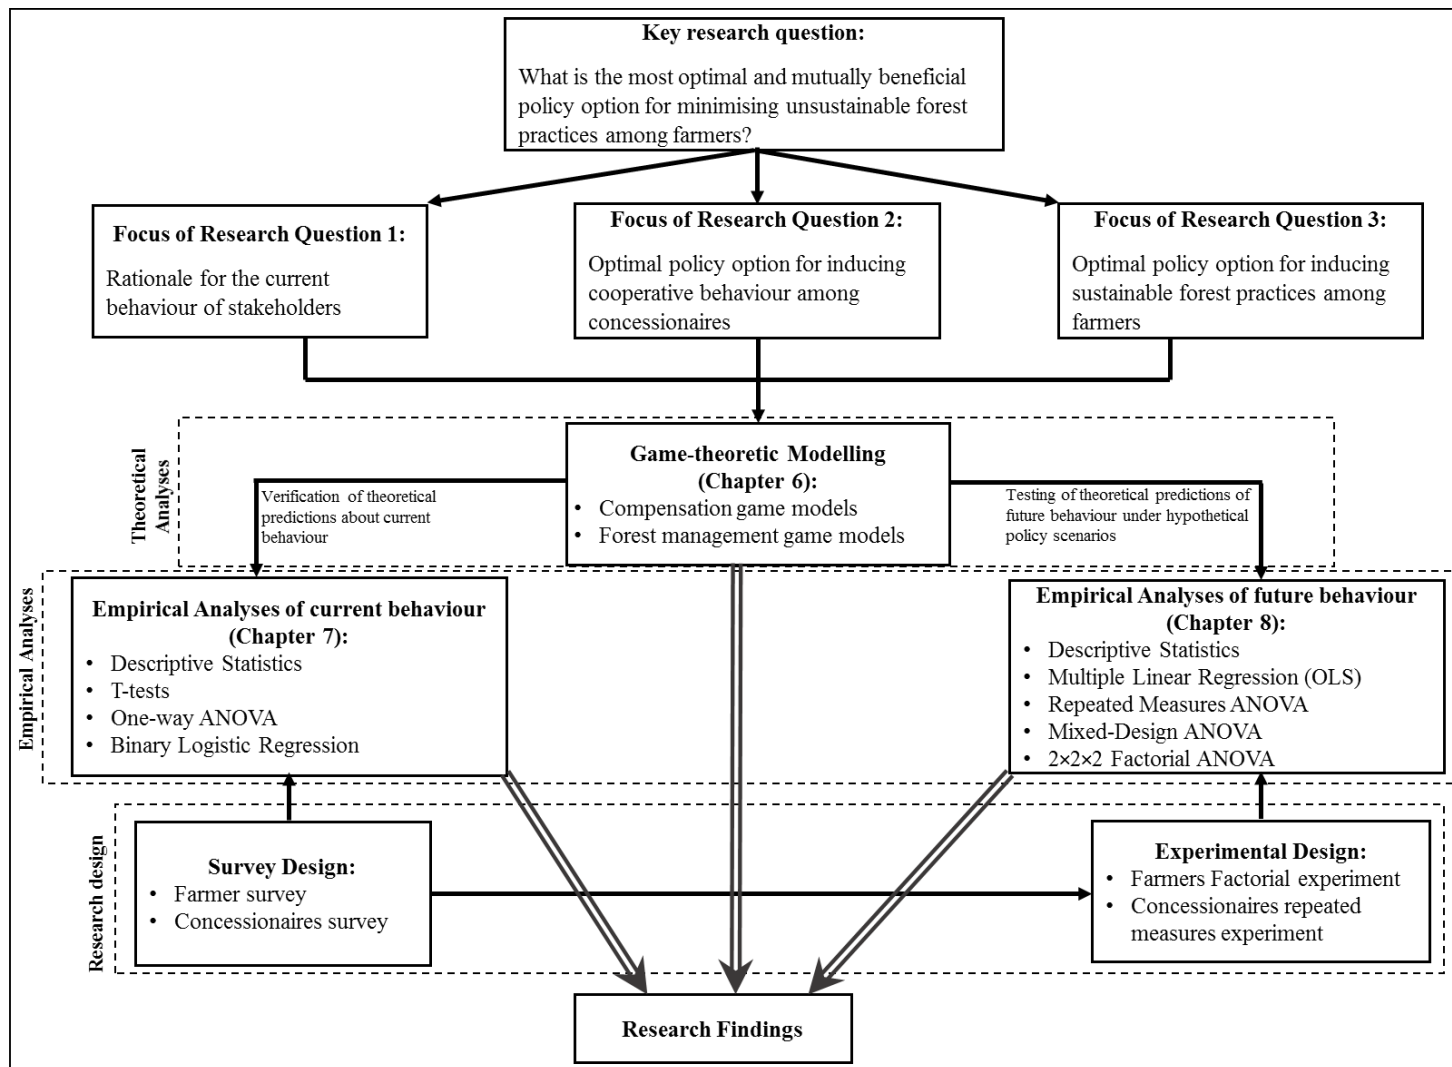 Key research question:
What is the most optimal and mutually beneficial
policy option for minimising unsustainable forest
practices among farmers?
Focus of Research Question 1:
Rationale for the current
behaviour of stakeholders
Focus of Research Question 2:
Optimal policy option for inducing
cooperative behaviour among
concessionaires
Focus of Research Question 3:
Optimal policy option for inducing
sustainable forest practices among
farmers
Theoretical
Analyses
Game-theoretic Modelling
(Chapter 6):
• Compensation game models
• Forest management game models
Verification of theoretical
predictions about current
behaviour
Testing of theoretical predictions of
future behaviour under hypothetical
policy scenarios
Empirical Analyses
Empirical Analyses of current behaviour
(Chapter 7):
• Descriptive Statistics
• T-tests
• One-way ANOVA
• Binary Logistic Regression
Empirical Analyses of future behaviour
(Chapter 8):
• Descriptive Statistics
• Multiple Linear Regression (OLS)
• Repeated Measures ANOVA
• Mixed-Design ANOVA
• 2×2×2 Factorial ANOVA
Research design
Survey Design:
• Farmer survey
• Concessionaires survey
Experimental Design:
• Farmers Factorial experiment
• Concessionaires repeated
measures experiment
Research Findings